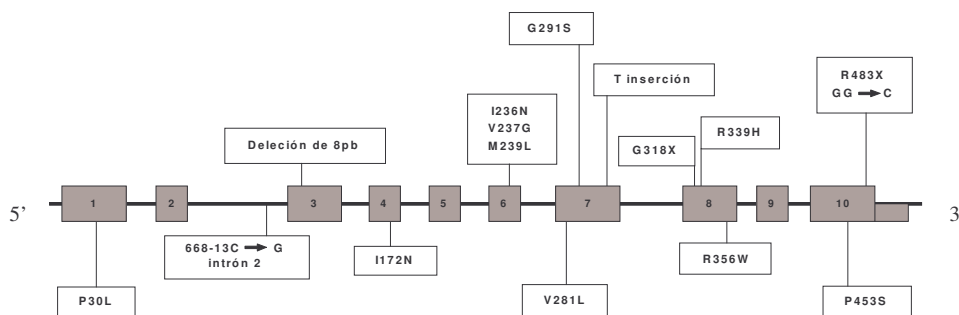 G291S
T inserción
R483X
GG → C
I236N
V237G
M239L
R339H
G318X
Deleción de 8pb
5’ 1 2 3 4 5 6 7 8 9 10 3
668-13C → G
intrón 2
I172N
R356W
P30L
V281L
P453S